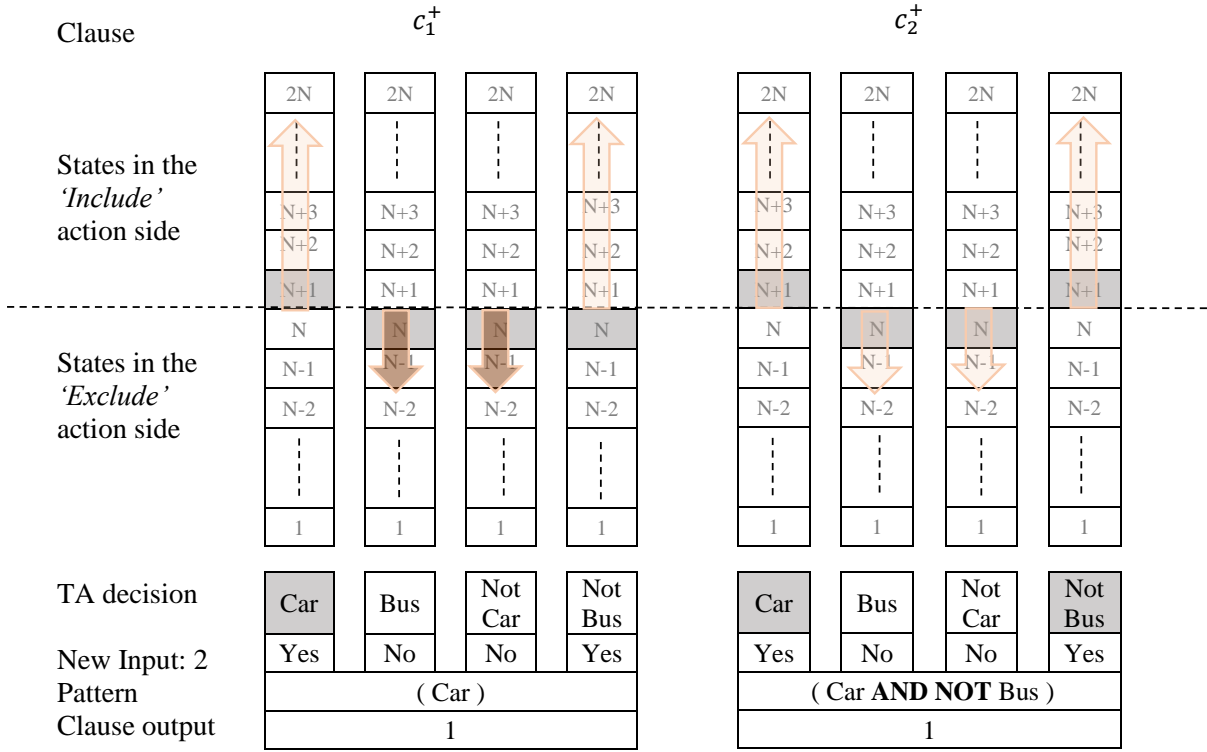 Clause c₁⁺ c₂⁺
2N 2N 2N 2N 2N 2N 2N 2N
States in the
‘Include’
action side
N+3 N+3 N+3 N+3 N+3 N+3 N+3 N+3
N+2 N+2 N+2 N+2 N+2 N+2 N+2 N+2
N+1 N+1 N+1 N+1 N+1 N+1 N+1 N+1
N N N N N N N N
States in the
‘Exclude’
action side
N-1 N-1 N-1 N-1 N-1 N-1 N-1 N-1
N-2 N-2 N-2 N-2 N-2 N-2 N-2 N-2
1 1 1 1 1 1 1 1
TA decision Car Bus Not Car Not Bus Car Bus Not Car Not Bus
New Input: 2 Yes No No Yes Yes No No Yes
Pattern ( Car ) ( Car AND NOT Bus )
Clause output 1 1